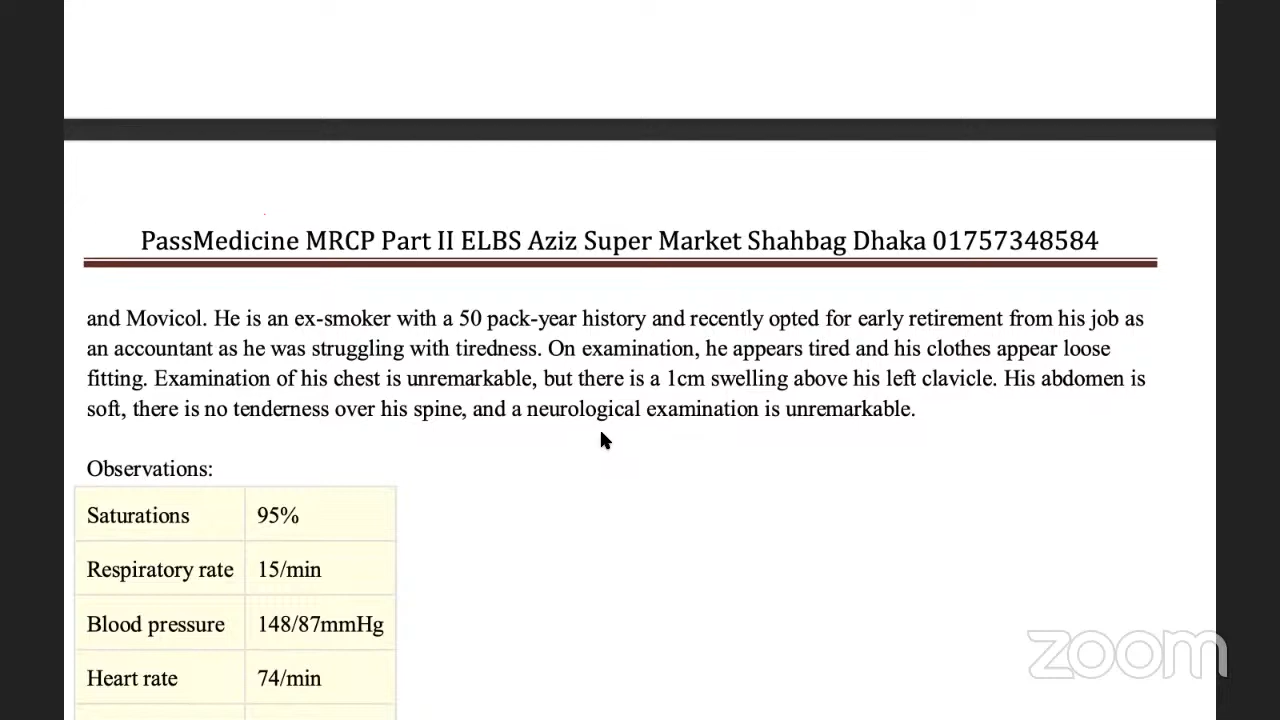 PassMedicine MRCP Part II ELBS Aziz Super Market Shahbag Dhaka 01757348584
and Movicol. He is an ex-smoker with a 50 pack-year history and recently opted for early retirement from his job as
an accountant as he was struggling with tiredness. On examination, he appears tired and his clothes appear loose
fitting. Examination of his chest is unremarkable, but there is a 1cm swelling above his left clavicle. His abdomen is
soft, there is no tenderness over his spine, and a neurological examination is unremarkable.
Observations:
Saturations 95%
Respiratory rate 15/min
Blood pressure 148/87mmHg
Heart rate 74/min
zoom